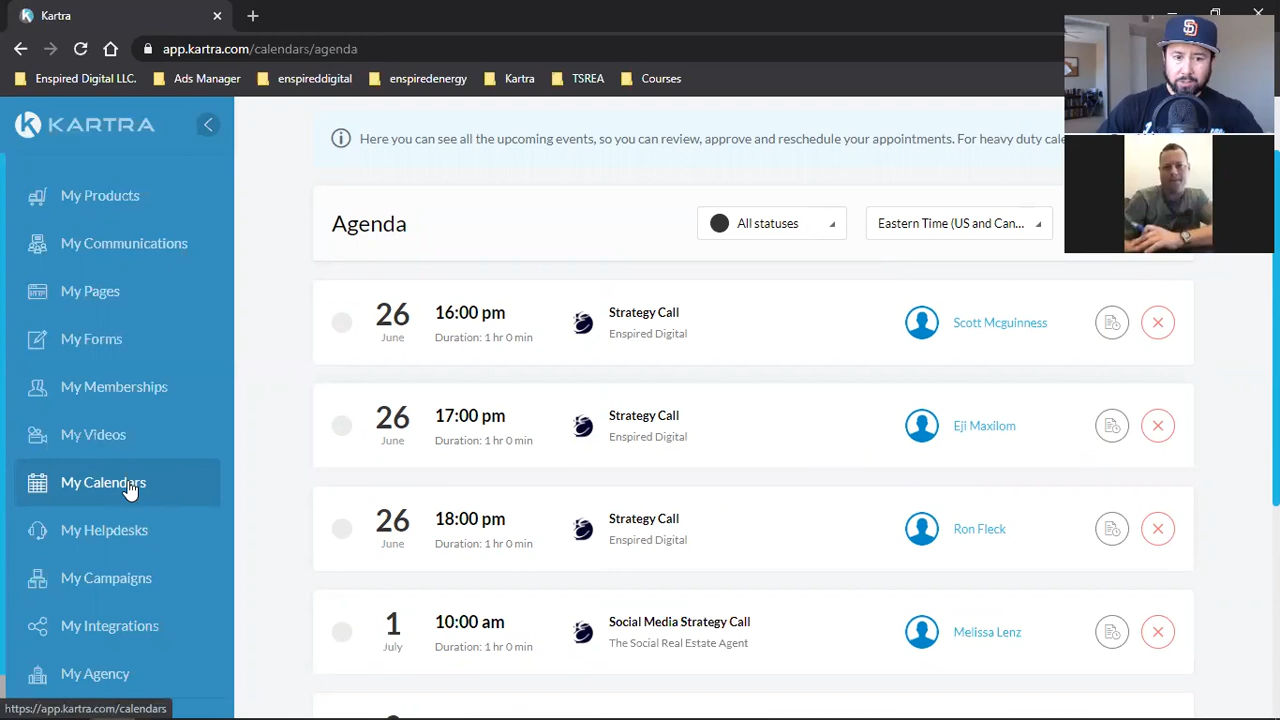 Kartra
app.kartra.com/calendars/agenda
Enspired Digital LLC.
Ads Manager
enspireddigital
enspiredenergy
Kartra
TSREA
Courses
KARTRA
Here you can see all the upcoming events, so you can review, approve and reschedule your appointments. For heavy duty cale
My Products
My Communications
My Pages
My Forms
My Memberships
My Videos
My Calendars
My Helpdesks
My Campaigns
My Integrations
My Agency
Agenda
All statuses
Eastern Time (US and Can...
26
June
16:00 pm
Duration: 1 hr 0 min
Strategy Call
Enspired Digital
Scott Mcguinness
26
June
17:00 pm
Duration: 1 hr 0 min
Strategy Call
Enspired Digital
Eji Maxilom
26
June
18:00 pm
Duration: 1 hr 0 min
Strategy Call
Enspired Digital
Ron Fleck
1
July
10:00 am
Duration: 1 hr 0 min
Social Media Strategy Call
The Social Real Estate Agent
Melissa Lenz
https://app.kartra.com/calendars